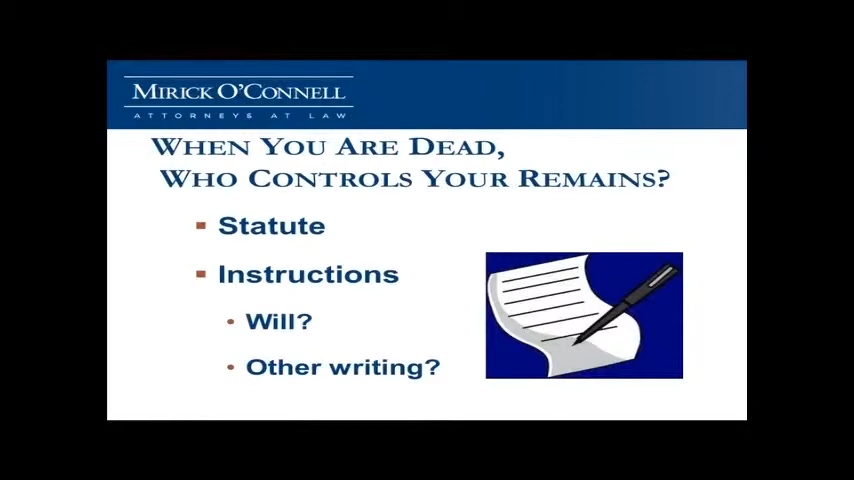 MIRICK O'CONNELL
ATTORNEYS AT LAW
WHEN YOU ARE DEAD,
WHO CONTROLS YOUR REMAINS?
▪ Statute
▪ Instructions
• Will?
• Other writing?